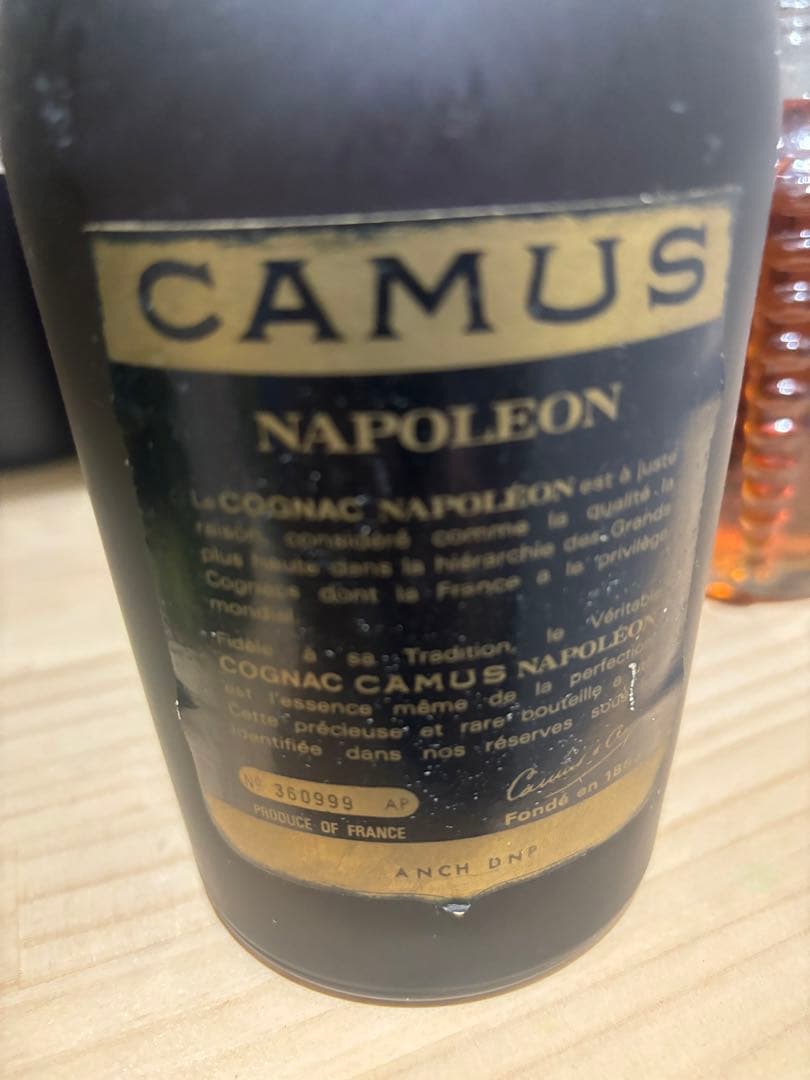 CAMUS
NAPOLEON
Le COGNAC NAPOLÉON est à juste
raison considéré comme la qualité la
plus haute dans la hiérarchie des Grands
Cognacs dont la France a le privilège
mondial.
Fidèle à sa Tradition, le Véritable
COGNAC CAMUS NAPOLÉON
est l'essence même de la perfection
Cette précieuse et rare bouteille a
identifiée dans nos réserves sous
Nº 360999 AP
Camus &
Fondé en
PRODUCE OF FRANCE
ANCH DNP